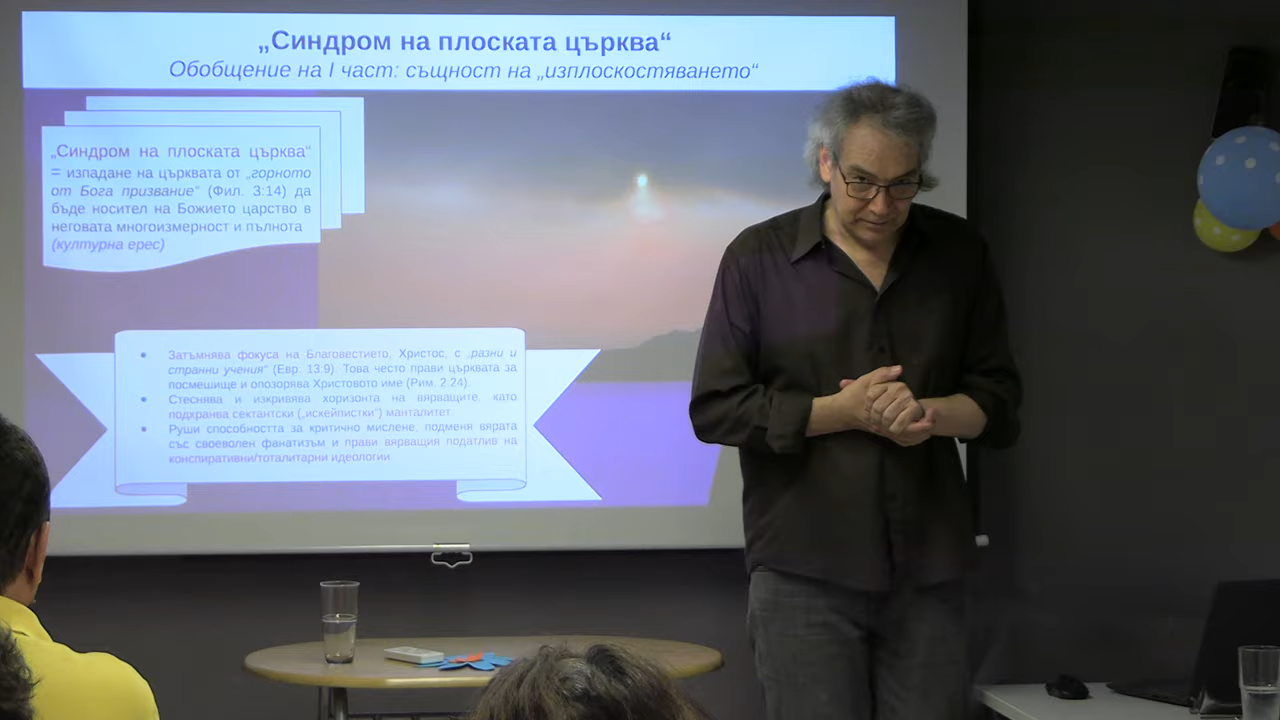 „Синдром на плоската църква“
Обобщение на I част: същност на „изплоскостяването“
„Синдром на плоската църква“
= изпадане на църквата от „горното
от Бога призвание“ (Фил. 3:14) да
бъде носител на Божието царство в
неговата многоизмерност и пълнота
(културна ерес)
• Затъмнява фокуса на Благовестието, Христос, с „разни и
странни учения“ (Евр. 13:9). Това често прави църквата за
посмешище и опозорява Христовото име (Рим. 2:24).
• Стеснява и изкривява хоризонта на вярващите, като
подхранва сектантски („искейпистки“) манталитет.
• Руши способността за критично мислене, подменя вярата
със своеволен фанатизъм и прави вярващия податлив на
конспиративни/тоталитарни идеологии